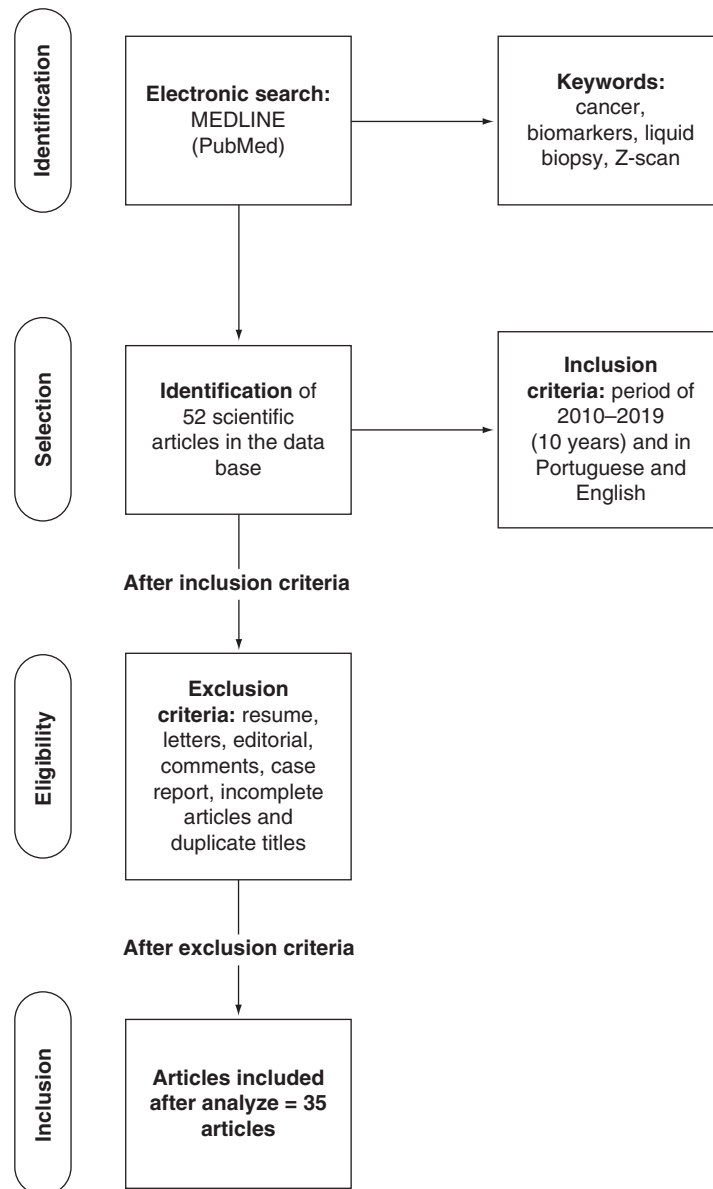 Identification
Electronic search:
MEDLINE
(PubMed)
Keywords:
cancer,
biomarkers, liquid
biopsy, Z-scan
Selection
Identification of
52 scientific
articles in the data
base
Inclusion
criteria: period of
2010–2019
(10 years) and in
Portuguese and
English
After inclusion criteria
Eligibility
Exclusion
criteria: resume,
letters, editorial,
comments, case
report, incomplete
articles and
duplicate titles
After exclusion criteria
Inclusion
Articles included
after analyze = 35
articles